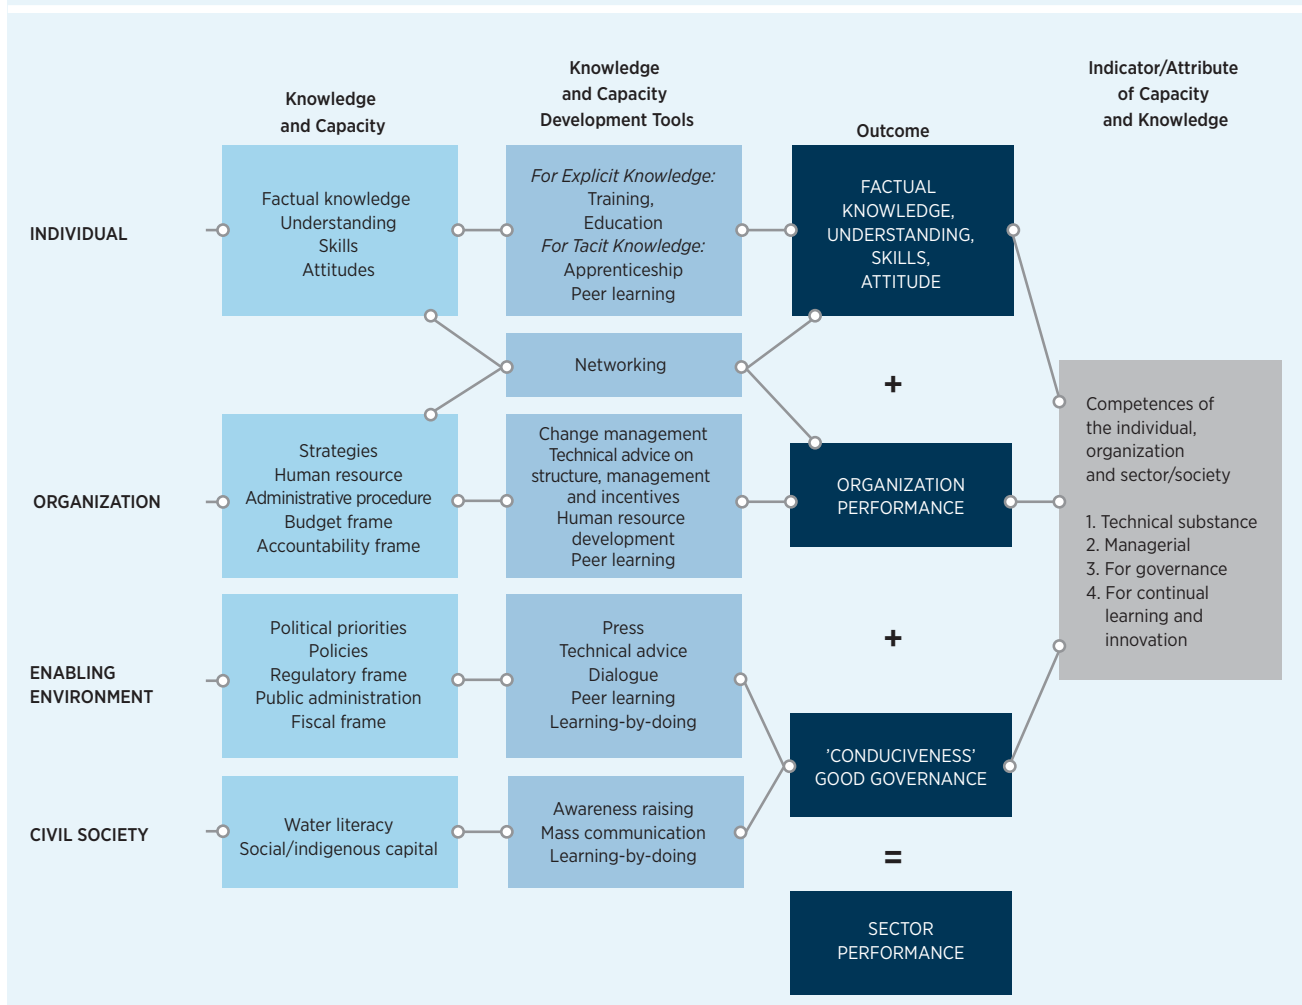 Knowledge
and Capacity
Knowledge
and Capacity
Development Tools
Outcome
Indicator/Attribute
of Capacity
and Knowledge
INDIVIDUAL
Factual knowledge
Understanding
Skills
Attitudes
For Explicit Knowledge:
Training,
Education
For Tacit Knowledge:
Apprenticeship
Peer learning
FACTUAL
KNOWLEDGE,
UNDERSTANDING,
SKILLS,
ATTITUDE
Networking
+
ORGANIZATION
Strategies
Human resource
Administrative procedure
Budget frame
Accountability frame
Change management
Technical advice on
structure, management
and incentives
Human resource
development
Peer learning
ORGANIZATION
PERFORMANCE
Competences of
the individual,
organization
and sector/society
1. Technical substance
2. Managerial
3. For governance
4. For continual
learning and
innovation
+
ENABLING
ENVIRONMENT
Political priorities
Policies
Regulatory frame
Public administration
Fiscal frame
Press
Technical advice
Dialogue
Peer learning
Learning-by-doing
'CONDUCIVENESS'
GOOD GOVERNANCE
CIVIL SOCIETY
Water literacy
Social/indigenous capital
Awareness raising
Mass communication
Learning-by-doing
=
SECTOR
PERFORMANCE